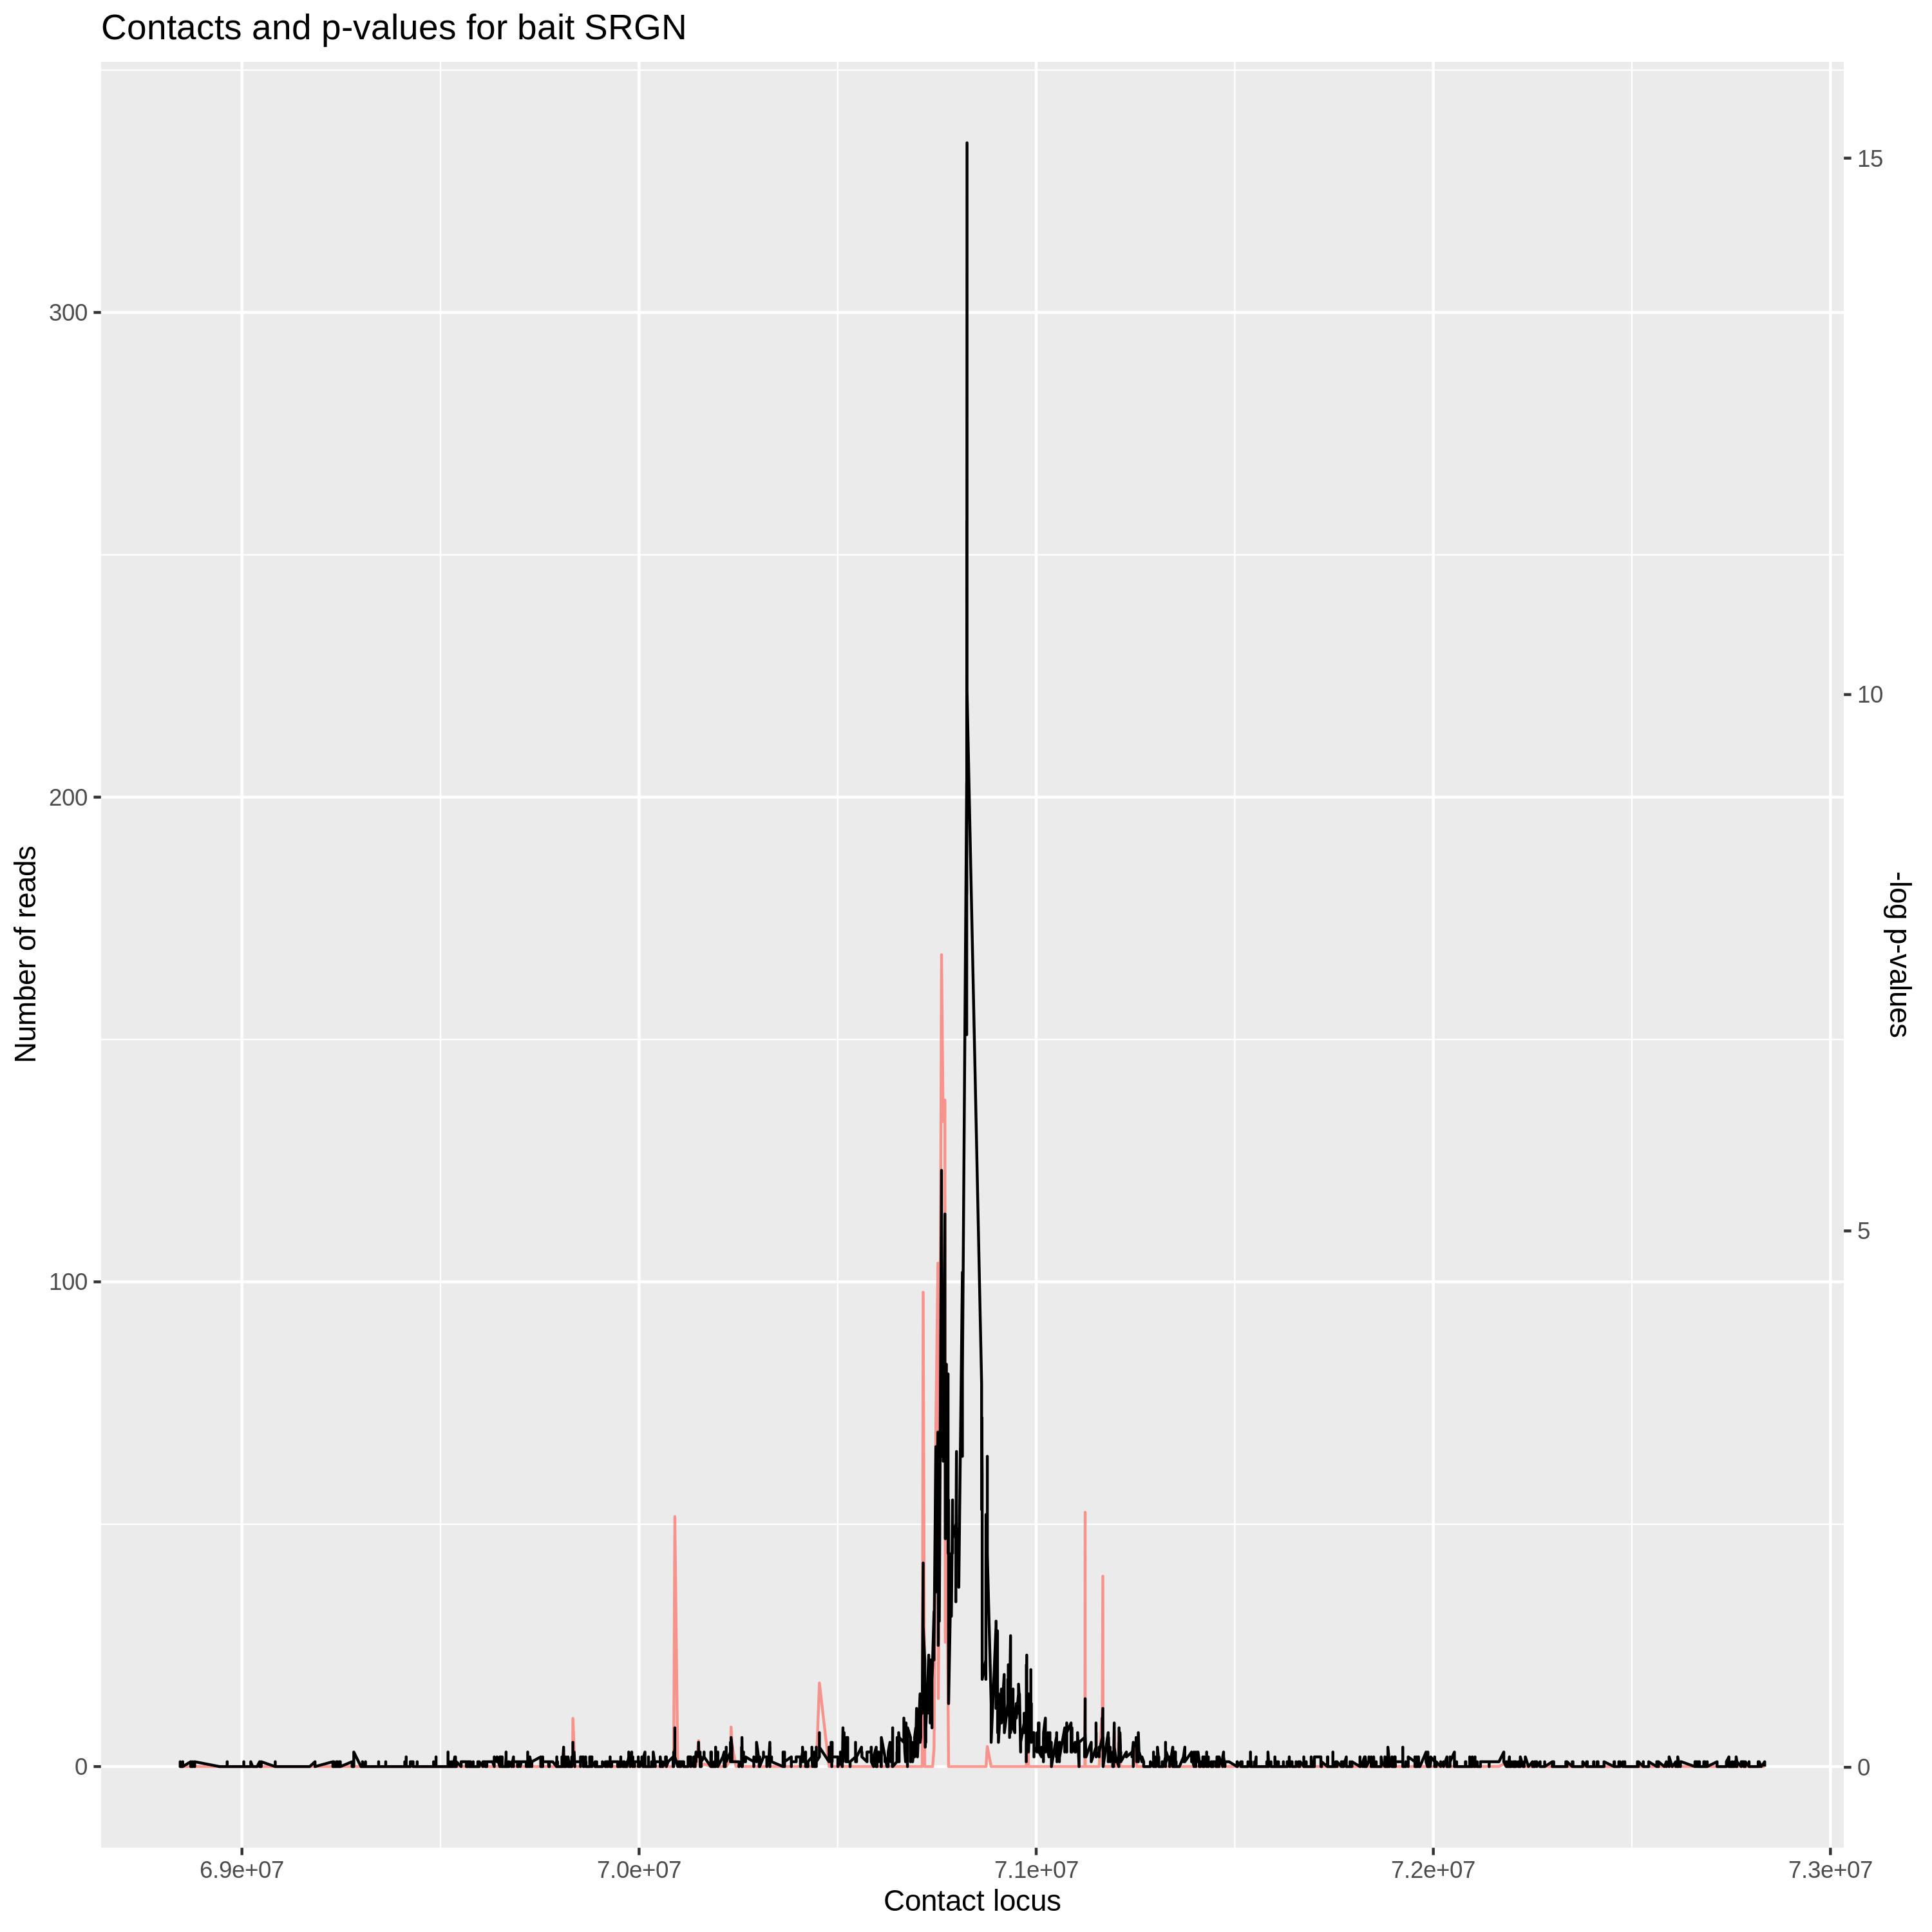 Contacts and p-values for bait SRGN
300
200
100
0
15
10
5
0
Number of reads
-log p-values
6.9e+07 7.0e+07 7.1e+07 7.2e+07 7.3e+07
Contact locus